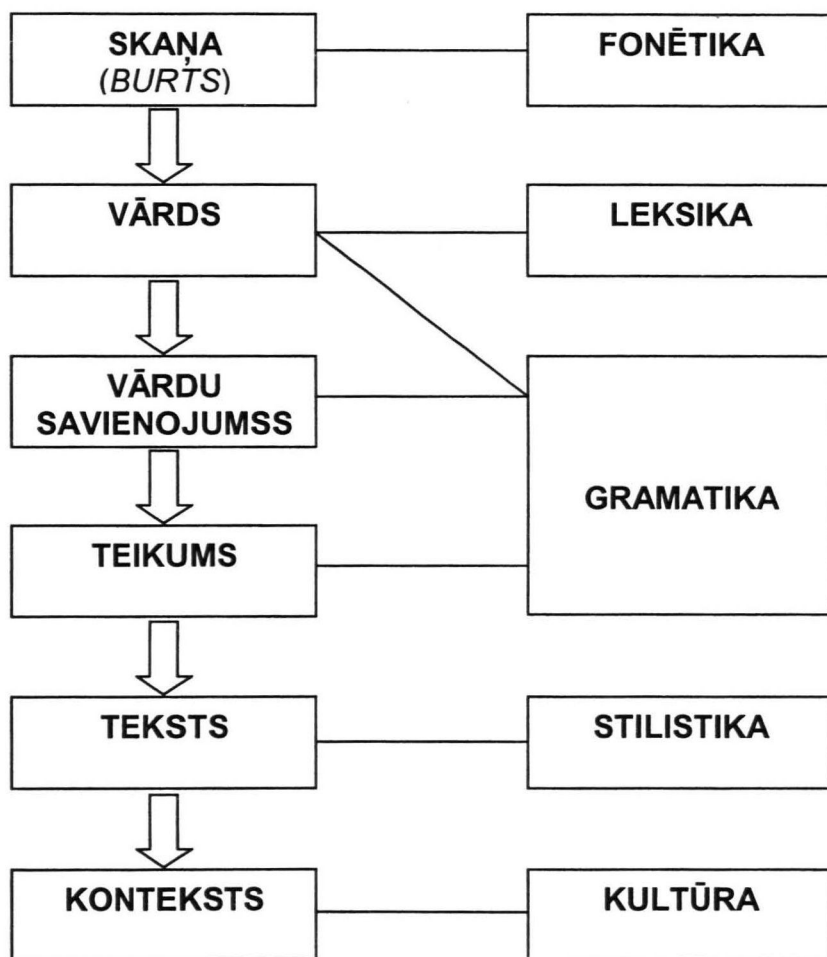 SKAŅA
(BURTS)
FONĒTIKA
VĀRDS
LEKSIKA
VĀRDU
SAVIENOJUMSS
GRAMATIKA
TEIKUMS
TEKSTS
STILISTIKA
KONTEKSTS
KULTŪRA